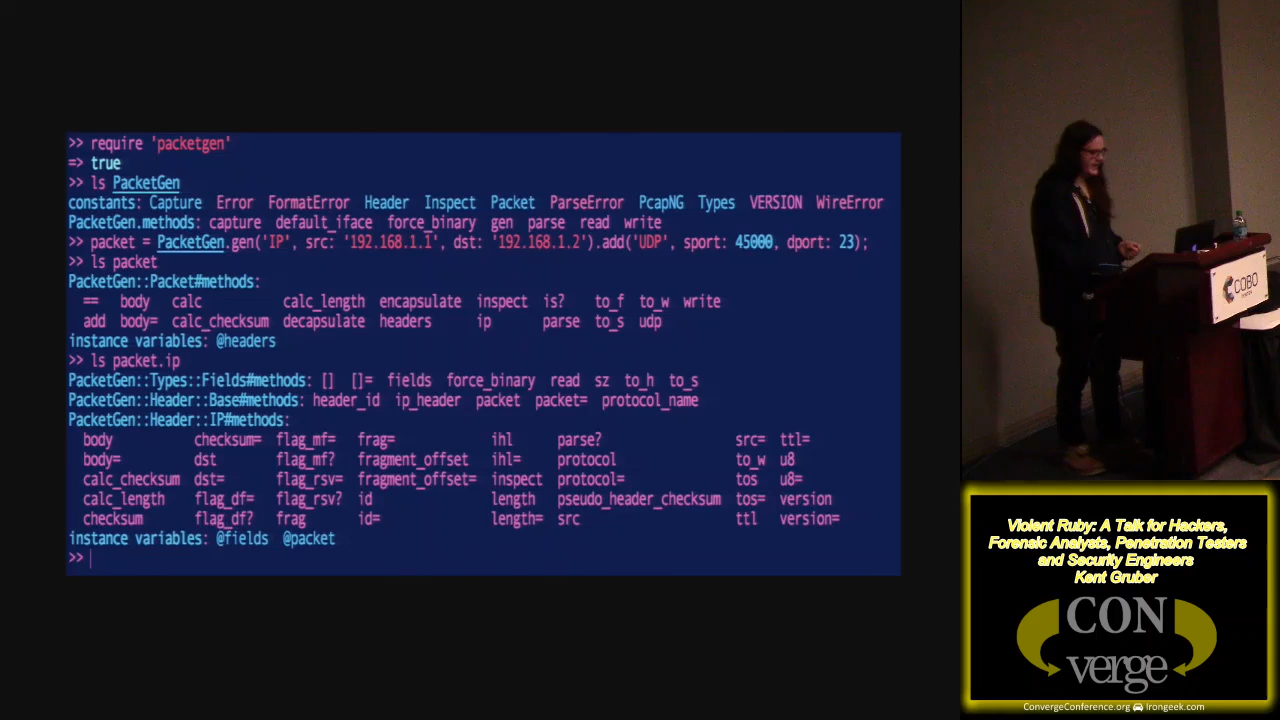 >> require 'packetgen'
=> true
>> ls PacketGen
constants: Capture  Error  FormatError  Header  Inspect  Packet  ParseError  PcapNG  Types  VERSION  WireError
PacketGen.methods: capture  default_iface  force_binary  gen  parse  read  write
>> packet = PacketGen.gen('IP', src: '192.168.1.1', dst: '192.168.1.2').add('UDP', sport: 45000, dport: 23);
>> ls packet
PacketGen::Packet#methods:
==  body  calc  calc_length  encapsulate  inspect  is?  to_f  to_w  write
add  body=  calc_checksum  decapsulate  headers  ip  parse  to_s  udp
instance variables: @headers
>> ls packet.ip
PacketGen::Types::Fields#methods: []  []=  fields  force_binary  read  sz  to_h  to_s
PacketGen::Header::Base#methods: header_id  ip_header  packet  packet=  protocol_name
PacketGen::Header::IP#methods:
body  checksum=  flag_mf=  frag=  ihl  parse?  src=  ttl=
body=  dst  flag_mf?  fragment_offset  ihl=  protocol  to_w  u8
calc_checksum  dst=  flag_rsv=  fragment_offset=  inspect  protocol=  tos  u8=
calc_length  flag_df=  flag_rsv?  id  length  pseudo_header_checksum  tos=  version
checksum  flag_df?  frag  id=  length=  src  ttl  version=
instance variables: @fields  @packet
>>
COBO
CENTER
Violent Ruby: A Talk for Hackers,
Forensic Analysts, Penetration Testers
and Security Engineers
Kent Gruber
CON
verge
ConvergeConference.org Irongeek.com